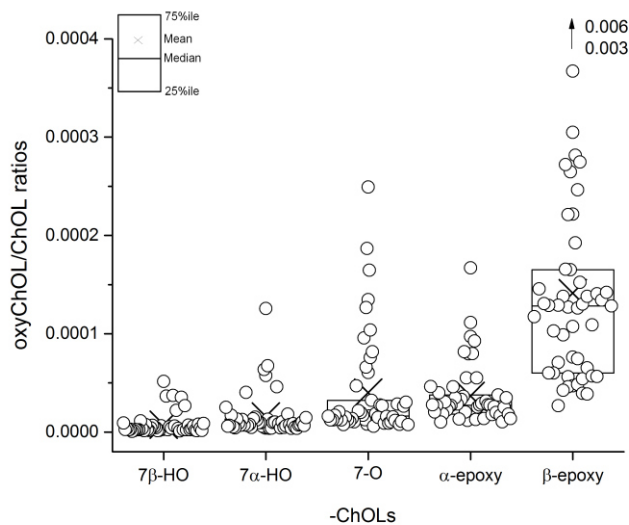 0.0004
0.0003
0.0002
0.0001
0.0000
oxyChOL/ChOL ratios
75%ile
Mean
Median
25%ile
0.006
0.003
7β-HO
7α-HO
7-O
α-epoxy
β-epoxy
-ChOLs